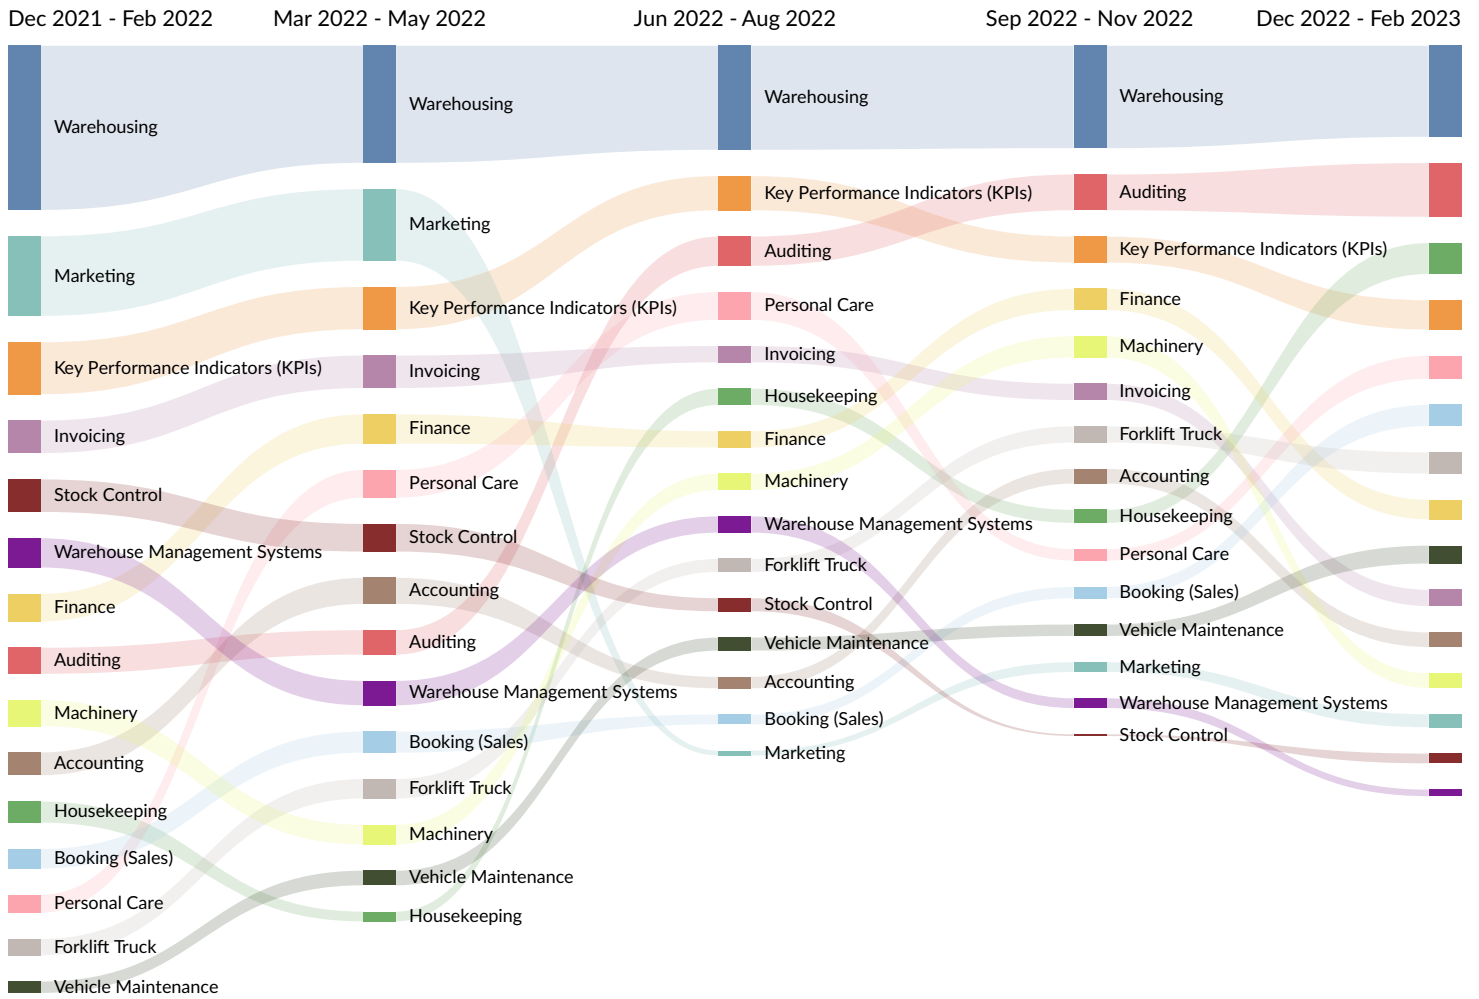 Dec 2021 - Feb 2022
Mar 2022 - May 2022
Jun 2022 - Aug 2022
Sep 2022 - Nov 2022
Dec 2022 - Feb 2023
Warehousing
Marketing
Key Performance Indicators (KPIs)
Invoicing
Stock Control
Warehouse Management Systems
Finance
Auditing
Machinery
Accounting
Housekeeping
Booking (Sales)
Personal Care
Forklift Truck
Vehicle Maintenance
Warehousing
Marketing
Key Performance Indicators (KPIs)
Invoicing
Finance
Personal Care
Stock Control
Accounting
Auditing
Warehouse Management Systems
Booking (Sales)
Forklift Truck
Machinery
Vehicle Maintenance
Housekeeping
Warehousing
Key Performance Indicators (KPIs)
Auditing
Personal Care
Invoicing
Housekeeping
Finance
Machinery
Warehouse Management Systems
Forklift Truck
Stock Control
Vehicle Maintenance
Accounting
Booking (Sales)
Marketing
Warehousing
Auditing
Key Performance Indicators (KPIs)
Finance
Machinery
Invoicing
Forklift Truck
Accounting
Housekeeping
Personal Care
Booking (Sales)
Vehicle Maintenance
Marketing
Warehouse Management Systems
Stock Control